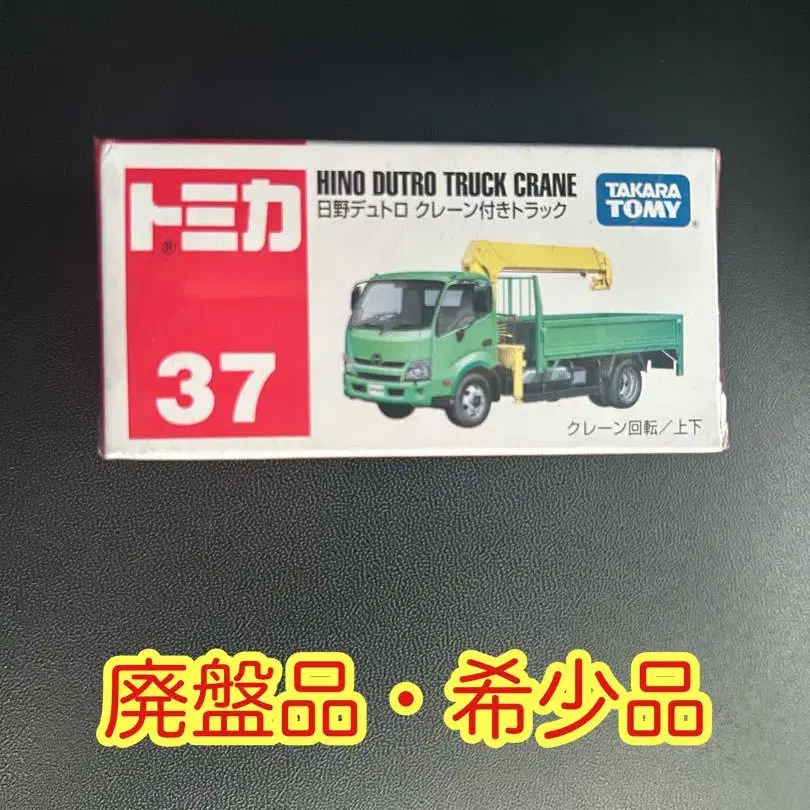 トミカ®
37
HINO DUTRO TRUCK CRANE
日野デュトロ クレーン付きトラック
TAKARA
TOMY®
クレーン回転/上下
廃盤品・希少品